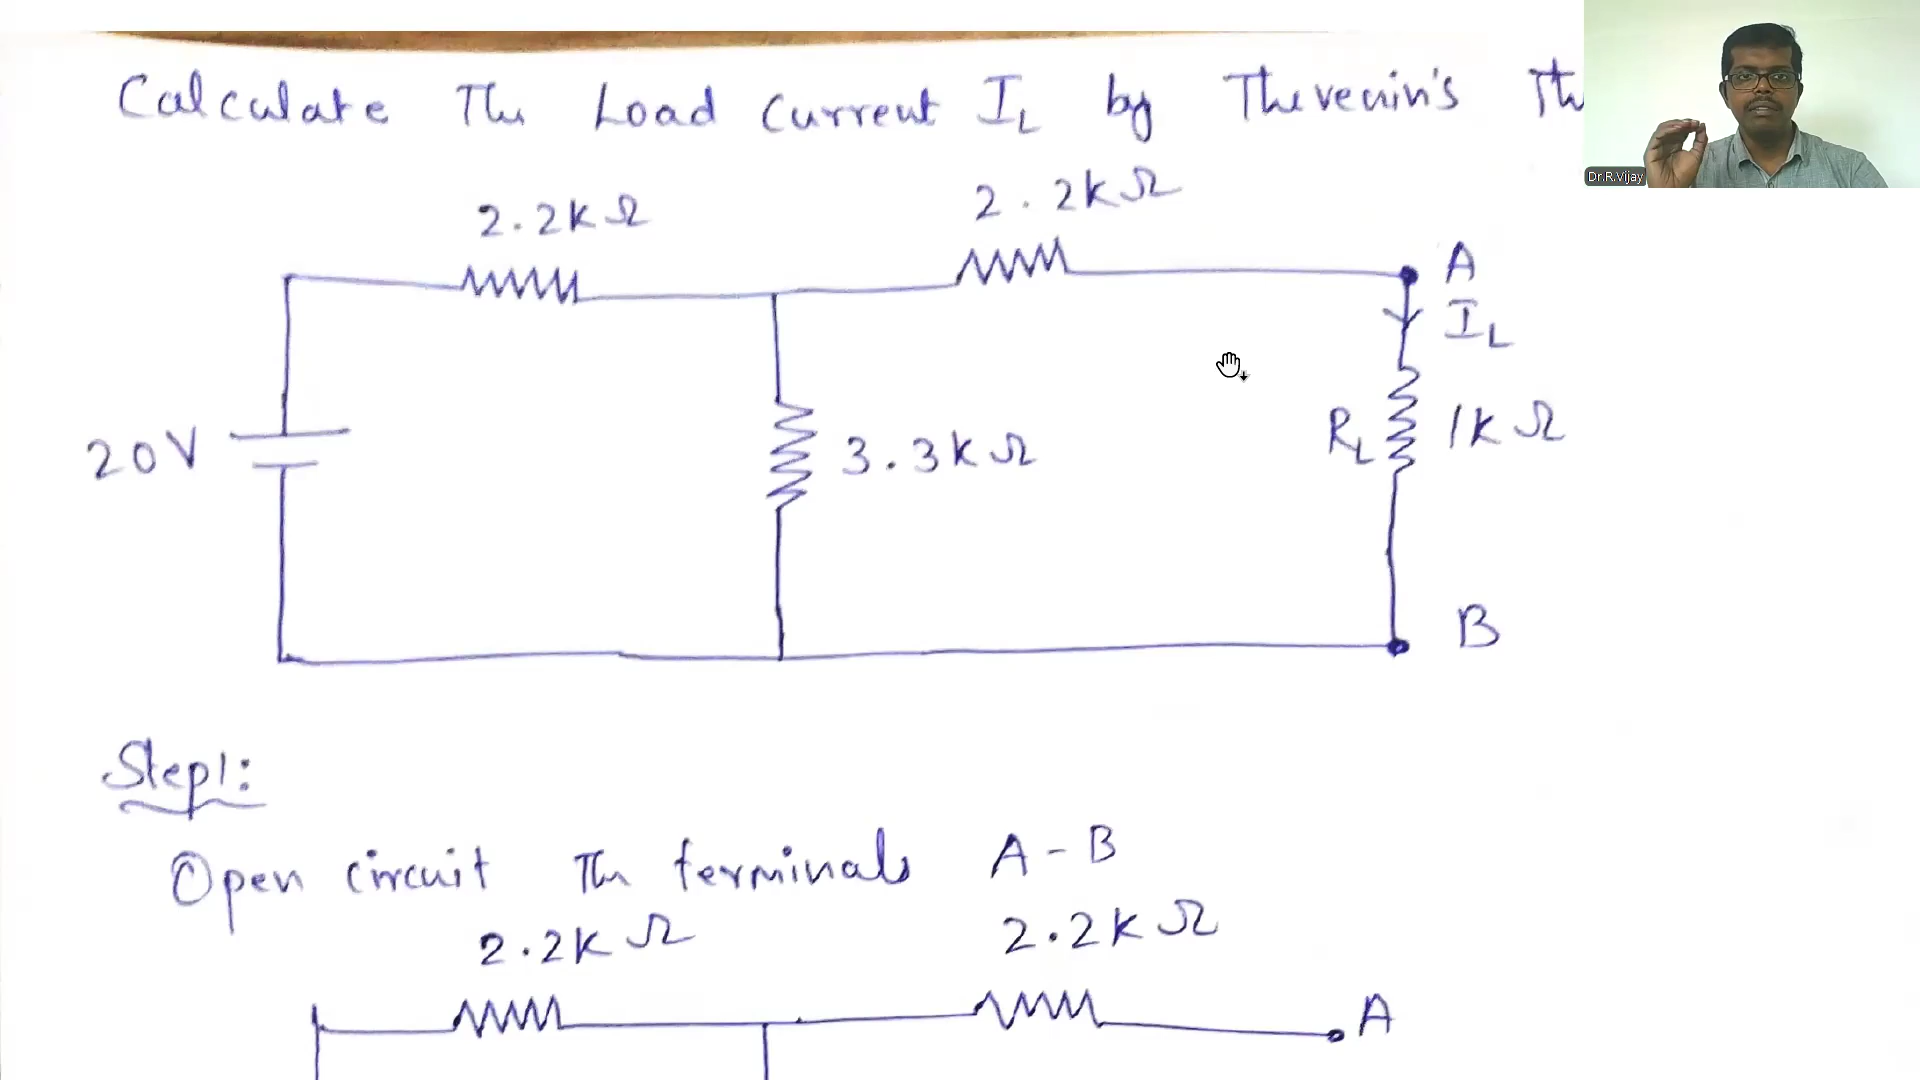 Calculate The Load Current I_L by Thevenin's Th
Dr.R.Vijay
2.2kΩ
2.2kΩ
A
I_L
20V
3.3kΩ
R_L
1kΩ
B
Step1:
Open circuit The terminals A-B
2.2kΩ
2.2kΩ
A